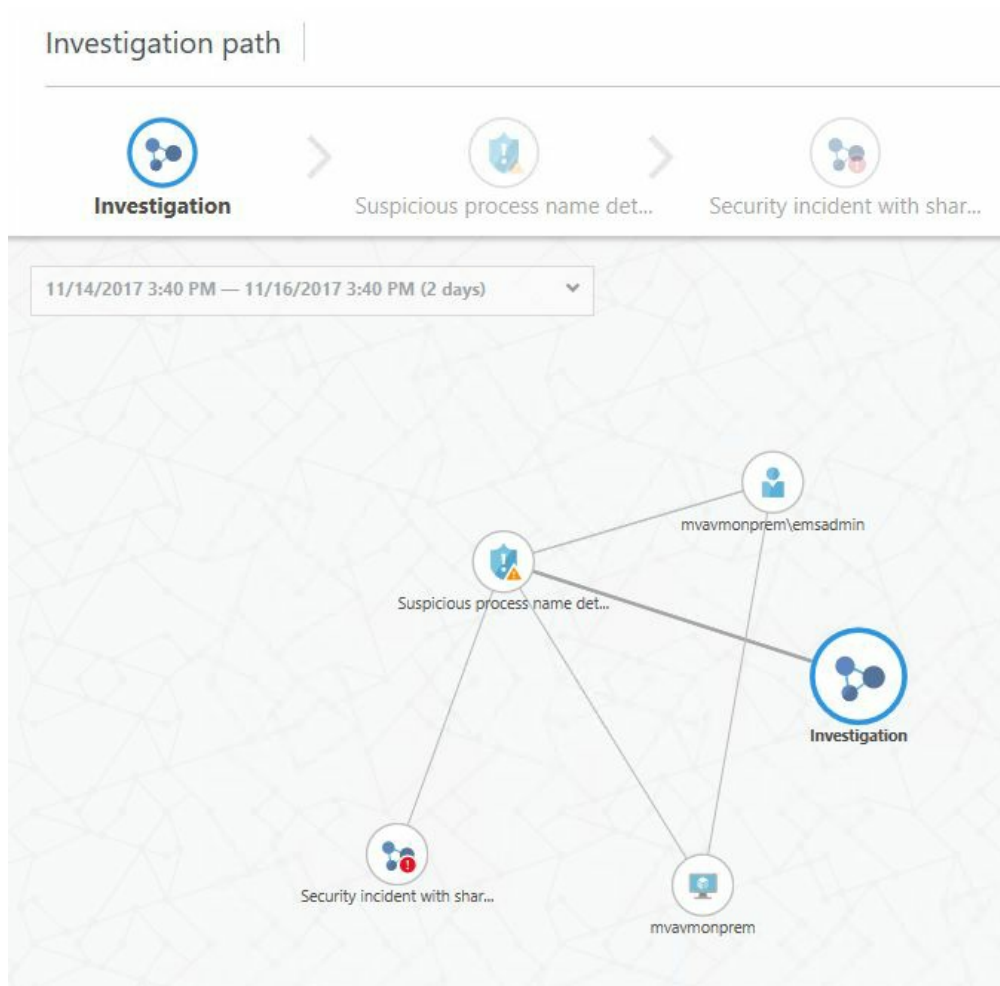 Investigation path
Investigation
Suspicious process name det...
Security incident with shar...
11/14/2017 3:40 PM — 11/16/2017 3:40 PM (2 days)
mvavmonprem\emsadmin
Suspicious process name det...
Investigation
Security incident with shar...
mvavmonprem